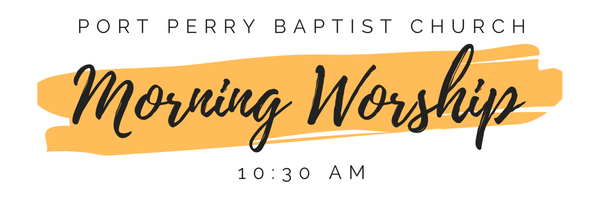 PORT PERRY BAPTIST CHURCH
Morning Worship
10:30 AM